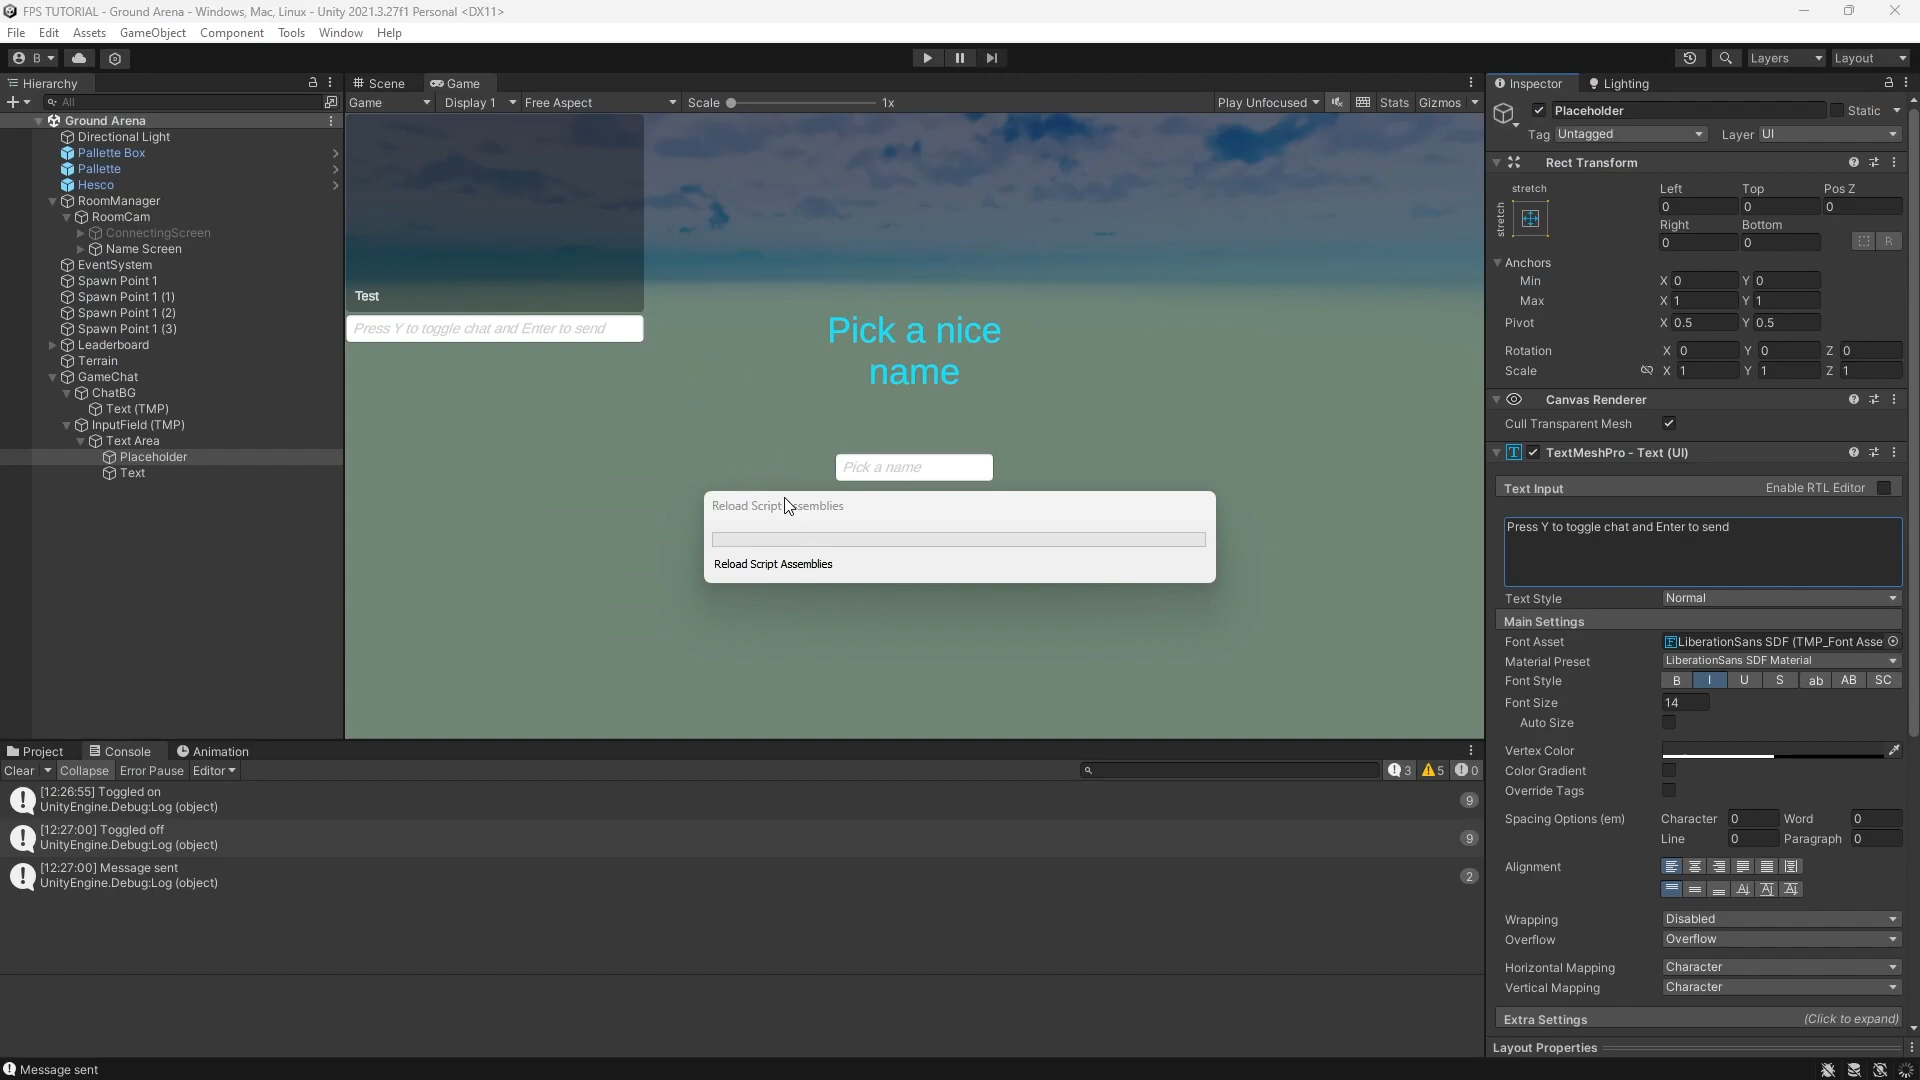 FPS TUTORIAL - Ground Arena - Windows, Mac, Linux - Unity 2021.3.27f1 Personal <DX11>
File Edit Assets GameObject Component Tools Window Help
B
Layers Layout
Hierarchy
All
Ground Arena
Directional Light
Pallette Box
Pallette
Hesco
RoomManager
RoomCam
ConnectingScreen
Name Screen
EventSystem
Spawn Point 1
Spawn Point 1 (1)
Spawn Point 1 (2)
Spawn Point 1 (3)
Leaderboard
Terrain
GameChat
ChatBG
Text (TMP)
InputField (TMP)
Text Area
Placeholder
Text
Scene Game
Game Display 1 Free Aspect Scale 1x Play Unfocused Stats Gizmos
Test
Press Y to toggle chat and Enter to send
Pick a nice
name
Pick a name
Reload Script Assemblies
Reload Script Assemblies
Project Console Animation
Clear Collapse Error Pause Editor 3 5 0
[12:26:55] Toggled on
UnityEngine.Debug:Log (object)
9
[12:27:00] Toggled off
UnityEngine.Debug:Log (object)
9
[12:27:00] Message sent
UnityEngine.Debug:Log (object)
2
Message sent
Inspector Lighting
Placeholder Static
Tag Untagged Layer UI
Rect Transform
stretch Left Top Pos Z
stretch 0 0 0
Right Bottom
0 0 R
Anchors
Min X 0 Y 0
Max X 1 Y 1
Pivot X 0.5 Y 0.5
Rotation X 0 Y 0 Z 0
Scale X 1 Y 1 Z 1
Canvas Renderer
Cull Transparent Mesh
TextMeshPro - Text (UI)
Text Input Enable RTL Editor
Press Y to toggle chat and Enter to send
Text Style Normal
Main Settings
Font Asset LiberationSans SDF (TMP_Font Asse
Material Preset LiberationSans SDF Material
Font Style B I U S ab AB SC
Font Size 14
Auto Size
Vertex Color
Color Gradient
Override Tags
Spacing Options (em) Character 0 Word 0
Line 0 Paragraph 0
Alignment
Wrapping Disabled
Overflow Overflow
Horizontal Mapping Character
Vertical Mapping Character
Extra Settings (Click to expand)
Layout Properties